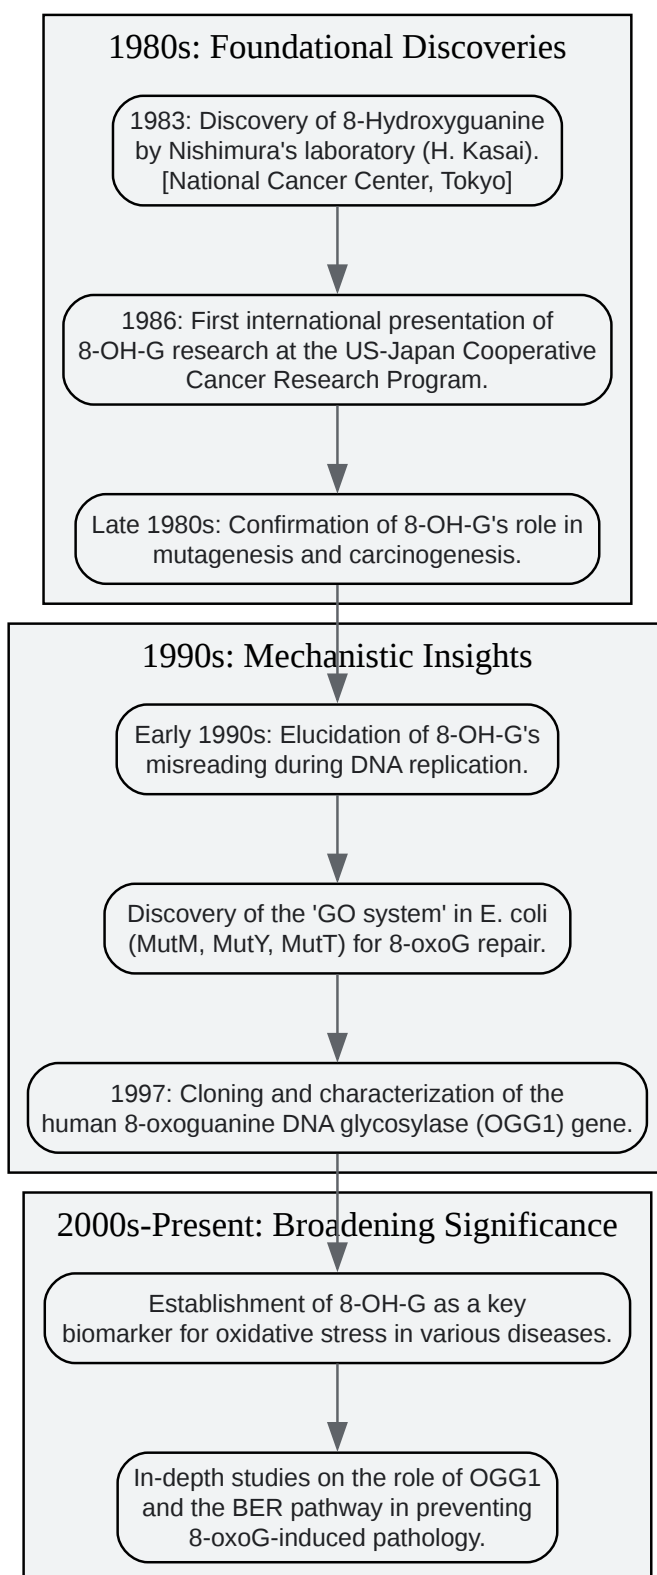 1980s: Foundational Discoveries
1983: Discovery of 8-Hydroxyguanine
by Nishimura's laboratory (H. Kasai).
[National Cancer Center, Tokyo]
1986: First international presentation of
8-OH-G research at the US-Japan Cooperative
Cancer Research Program.
Late 1980s: Confirmation of 8-OH-G's role in
mutagenesis and carcinogenesis.
1990s: Mechanistic Insights
Early 1990s: Elucidation of 8-OH-G's
misreading during DNA replication.
Discovery of the 'GO system' in E. coli
(MutM, MutY, MutT) for 8-oxoG repair.
1997: Cloning and characterization of the
human 8-oxoguanine DNA glycosylase (OGG1) gene.
2000s-Present: Broadening Significance
Establishment of 8-OH-G as a key
biomarker for oxidative stress in various diseases.
In-depth studies on the role of OGG1
and the BER pathway in preventing
8-oxoG-induced pathology.